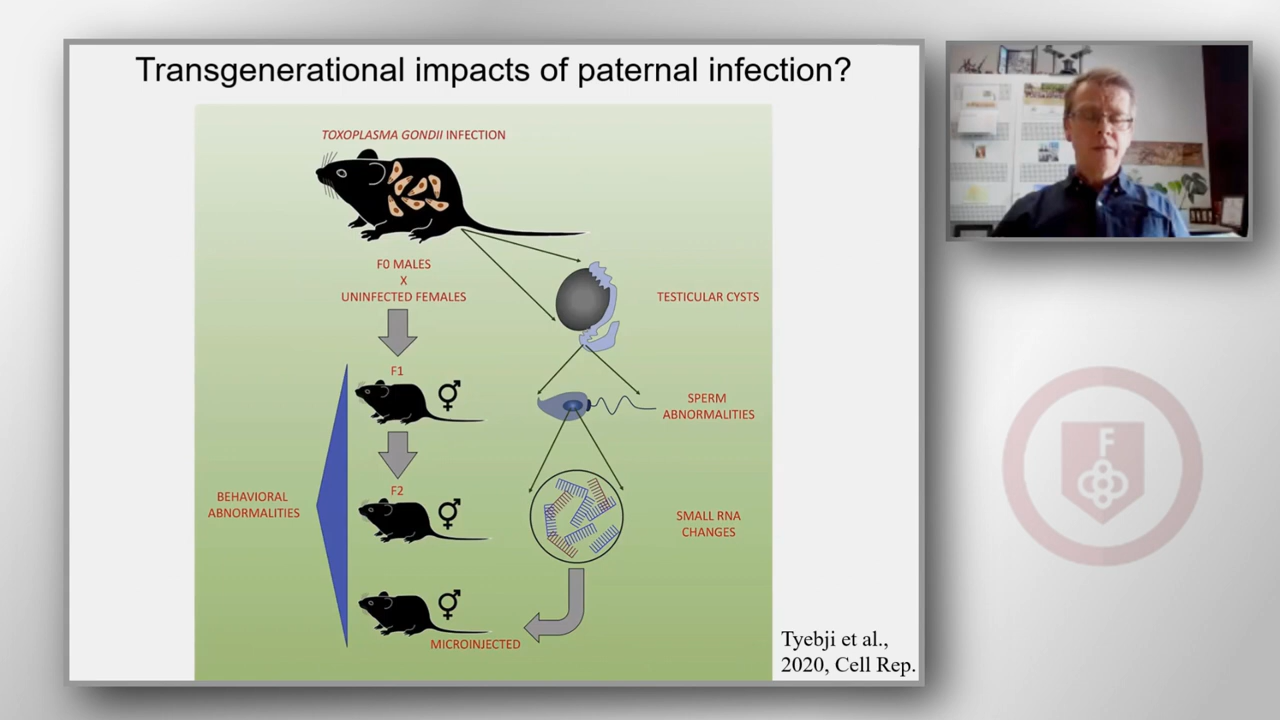 Transgenerational impacts of paternal infection?
TOXOPLASMA GONDII INFECTION
F0 MALES
X
UNINFECTED FEMALES
TESTICULAR CYSTS
F1
SPERM
ABNORMALITIES
F2
BEHAVIORAL
ABNORMALITIES
SMALL RNA
CHANGES
MICROINJECTED
Tyebji et al.,
2020, Cell Rep.
F